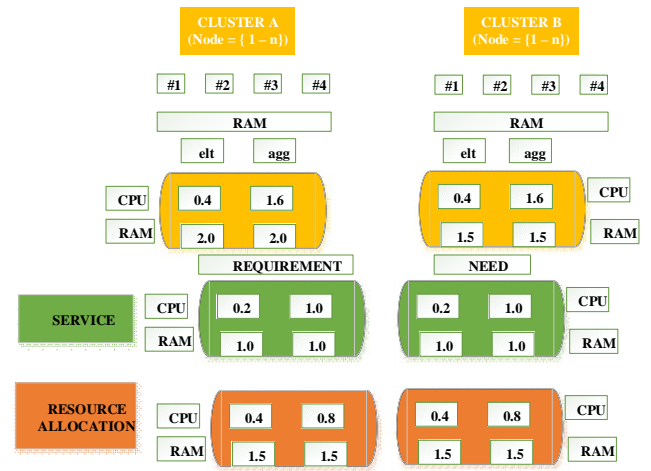 CLUSTER A
(Node = { 1 – n})
CLUSTER B
(Node = {1 – n})
#1 #2 #3 #4
#1 #2 #3 #4
RAM
RAM
elt agg
elt agg
CPU 0.4 1.6
0.4 1.6 CPU
RAM 2.0 2.0
1.5 1.5 RAM
REQUIREMENT
NEED
SERVICE
CPU 0.2 1.0
0.2 1.0 CPU
RAM 1.0 1.0
1.0 1.0 RAM
RESOURCE
ALLOCATION
CPU 0.4 0.8
0.4 0.8 CPU
RAM 1.5 1.5
1.5 1.5 RAM